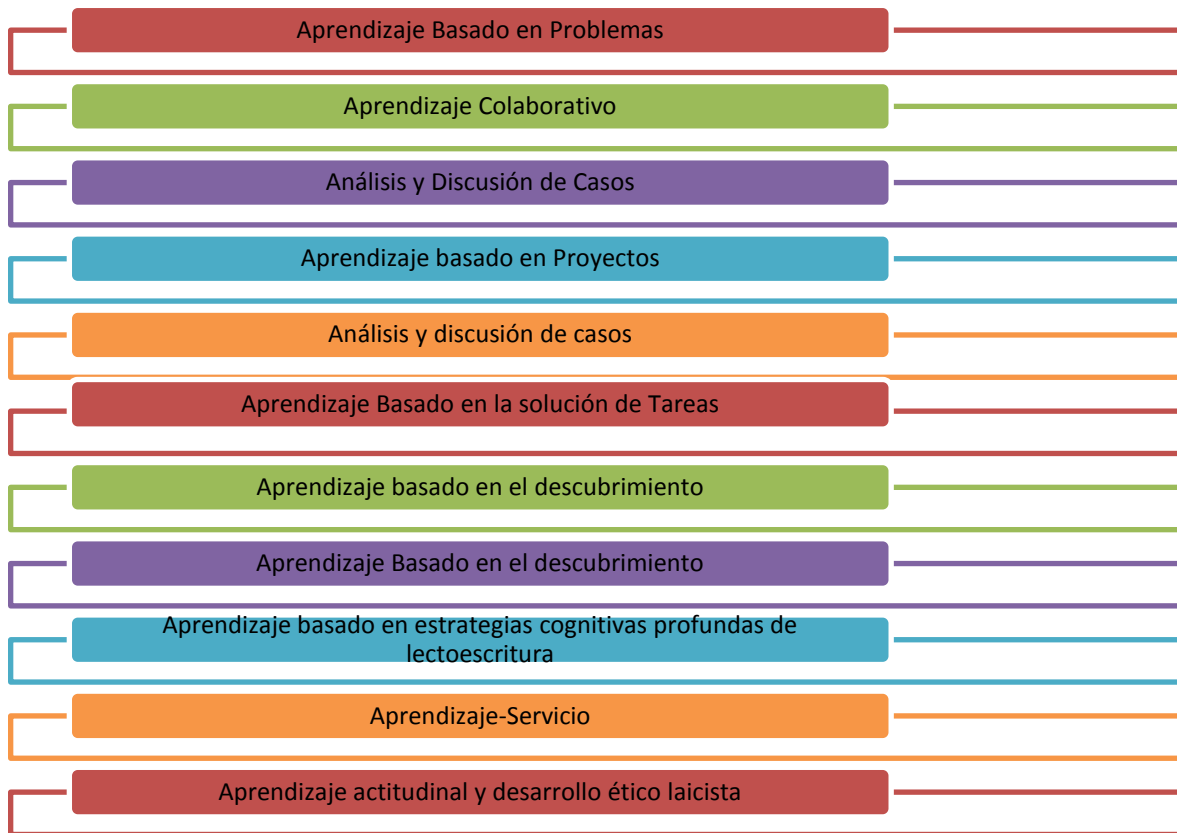 Aprendizaje Basado en Problemas
Aprendizaje Colaborativo
Análisis y Discusión de Casos
Aprendizaje basado en Proyectos
Análisis y discusión de casos
Aprendizaje Basado en la solución de Tareas
Aprendizaje basado en el descubrimiento
Aprendizaje Basado en el descubrimiento
Aprendizaje basado en estrategias cognitivas profundas de
lectoescritura
Aprendizaje-Servicio
Aprendizaje actitudinal y desarrollo ético laicista